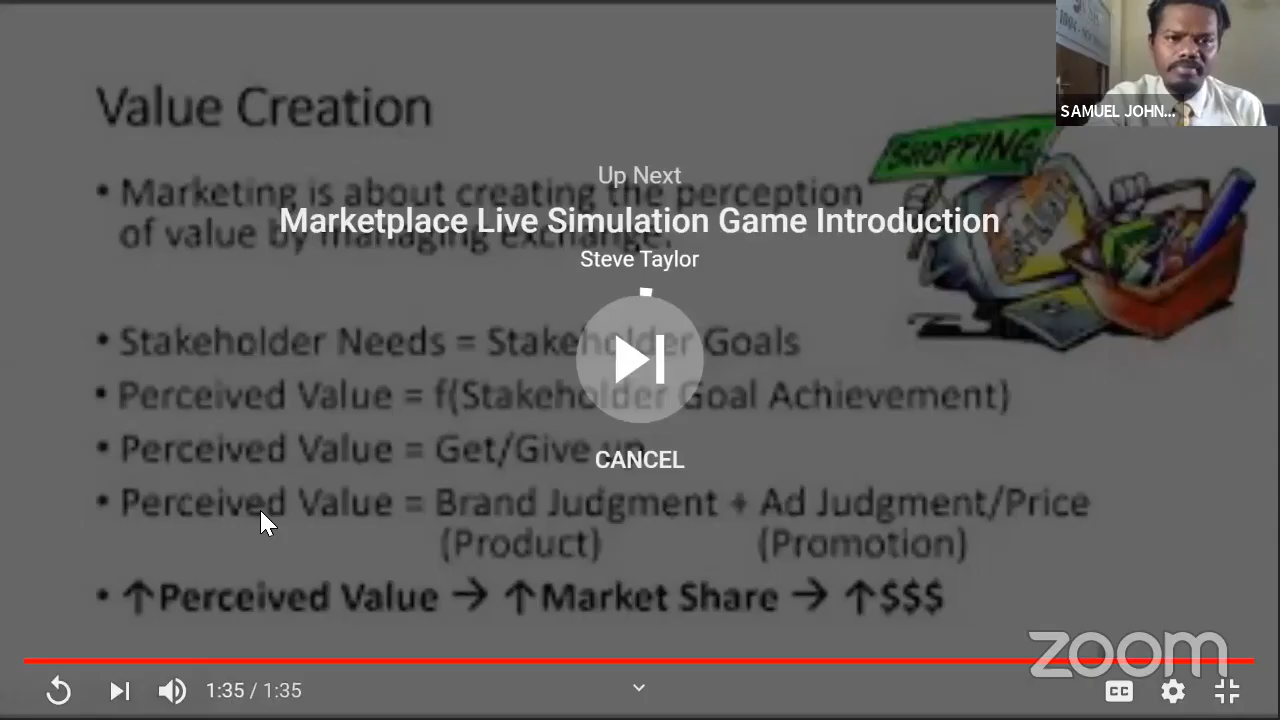 SAMUEL JOHN...
Value Creation
SHOPPING
Up Next
• Marketing is about creating the perception
Marketplace Live Simulation Game Introduction
of value by managing exchange.
Steve Taylor
• Stakeholder Needs = Stakeholder Goals
• Perceived Value = f(Stakeholder Goal Achievement)
• Perceived Value = Get/Give up
CANCEL
• Perceived Value = Brand Judgment + Ad Judgment/Price
(Product) (Promotion)
• ↑Perceived Value → ↑Market Share → ↑$$$
zoom
1:35 / 1:35
CC